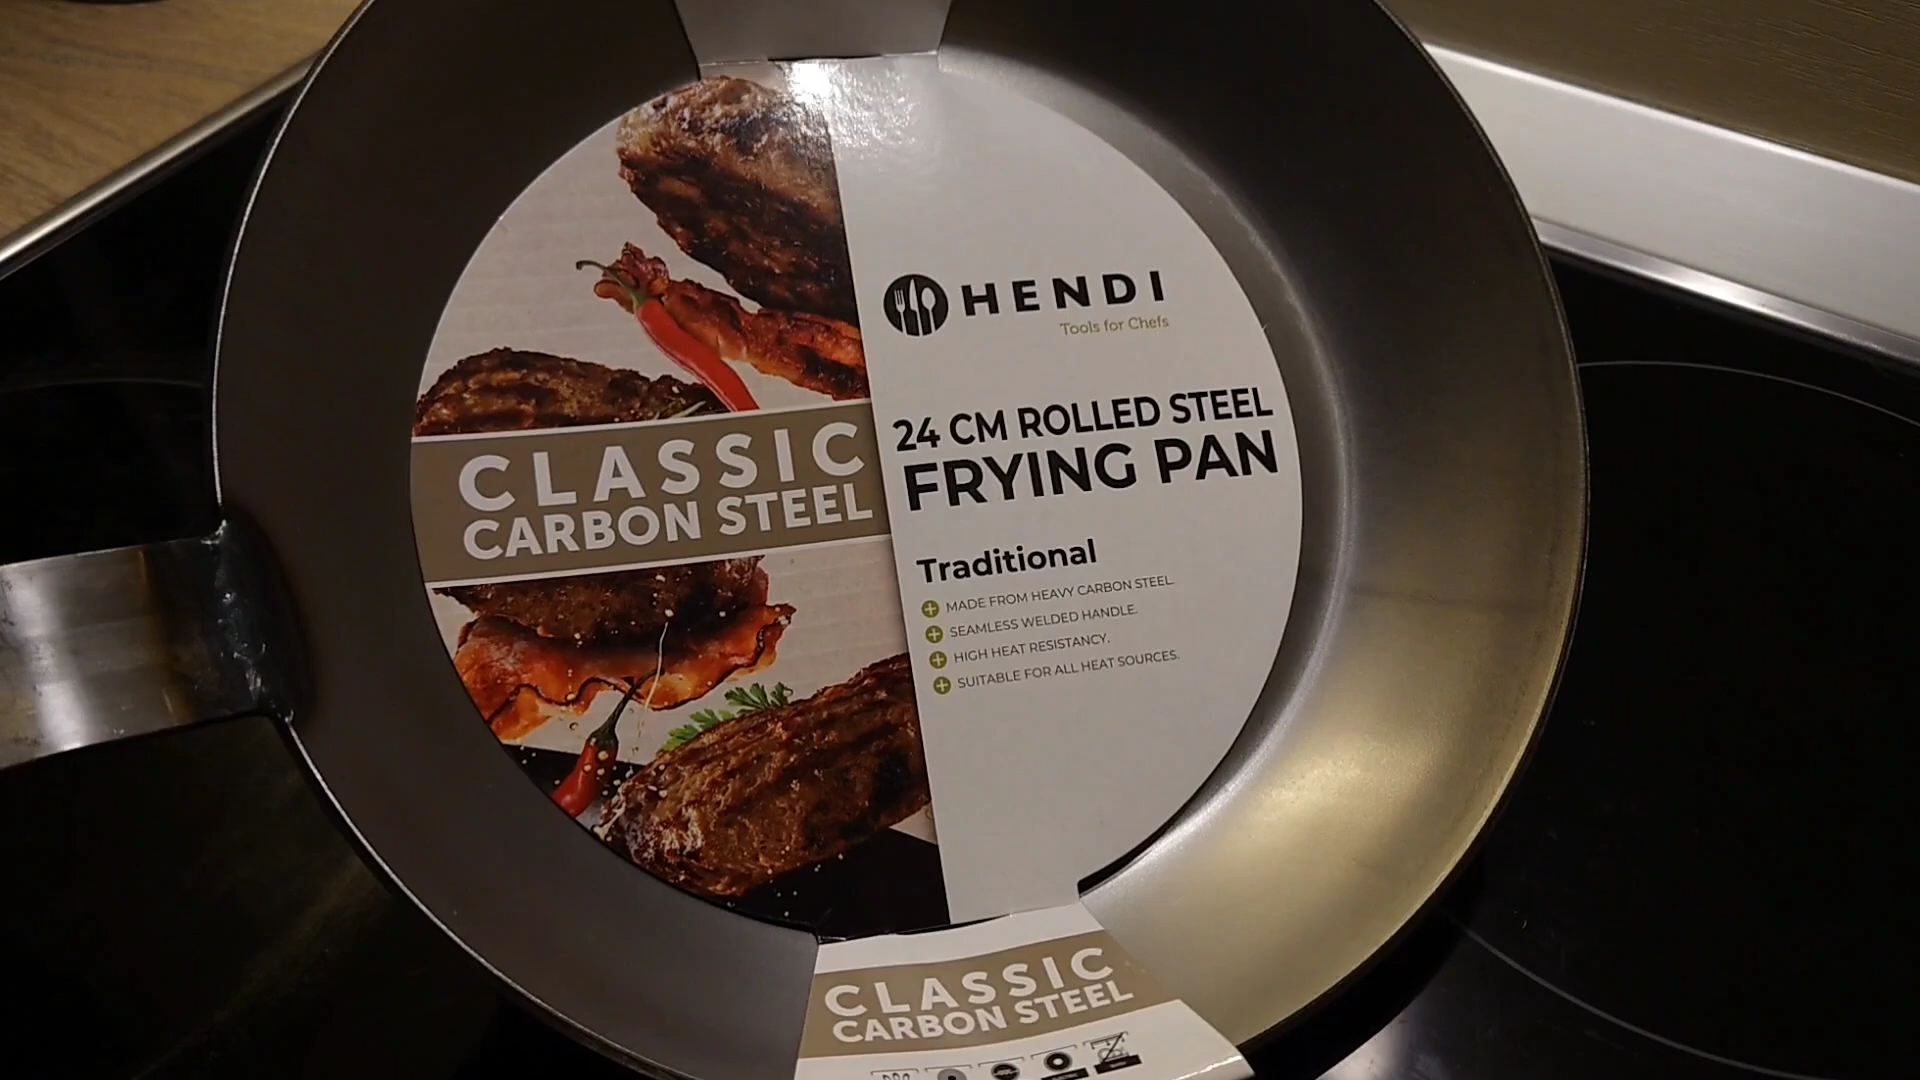 HENDI
Tools for Chefs
24 CM ROLLED STEEL
FRYING PAN
CLASSIC
CARBON STEEL
Traditional
MADE FROM HEAVY CARBON STEEL.
SEAMLESS WELDED HANDLE.
HIGH HEAT RESISTANCY.
SUITABLE FOR ALL HEAT SOURCES.
CLASSIC
CARBON STEEL